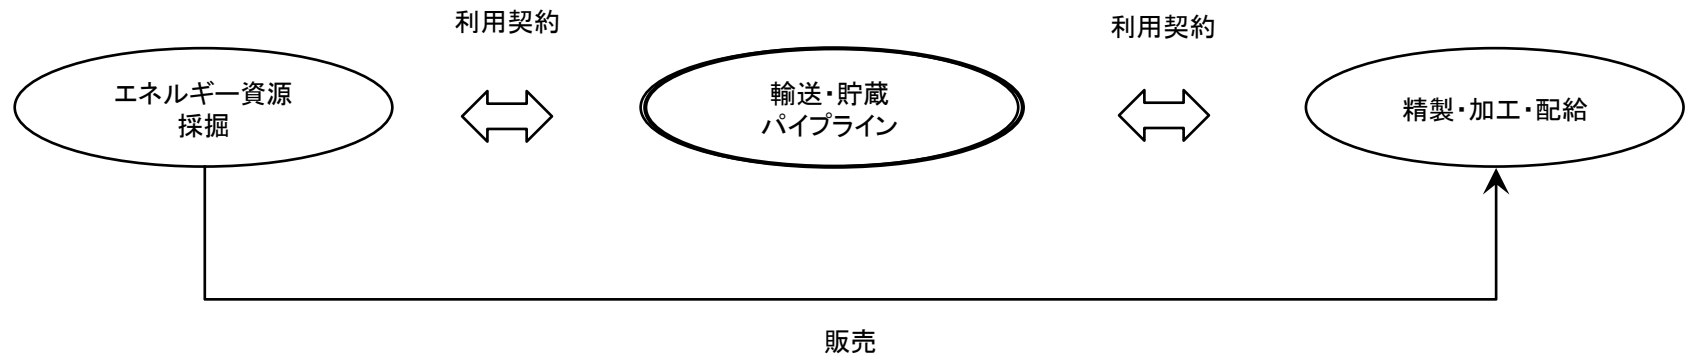 利用契約
利用契約
エネルギー資源
採掘
輸送・貯蔵
パイプライン
精製・加工・配給
販売